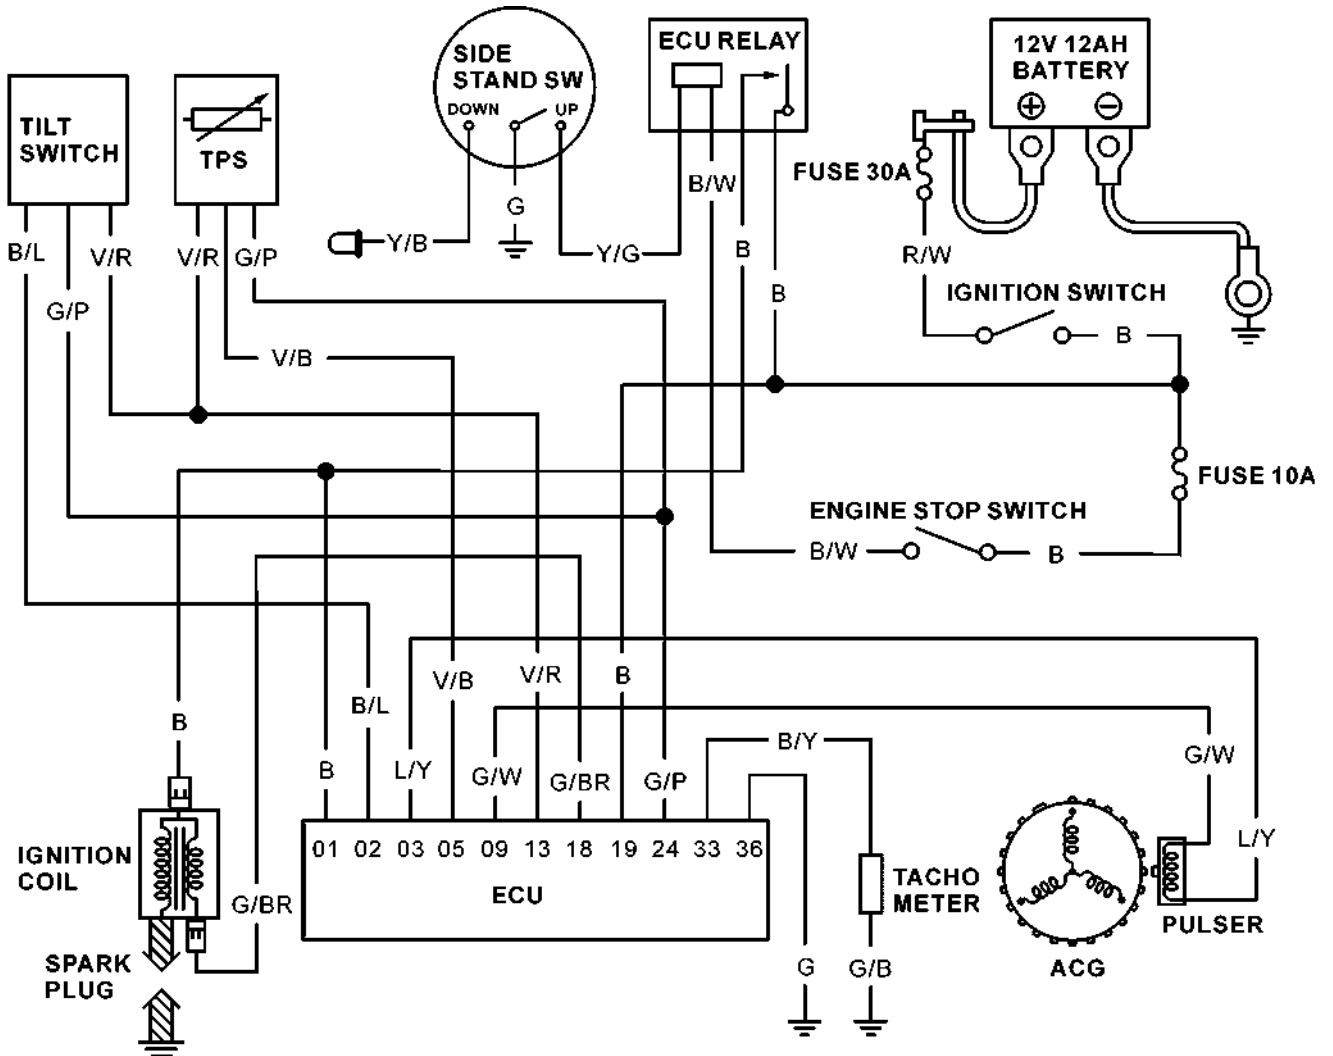 SIDE
STAND SW
DOWN
UP
ECU RELAY
12V 12AH
BATTERY
+
−
TILT
SWITCH
TPS
FUSE 30A
B/W
G
B/L
V/R
V/R
G/P
Y/B
Y/G
B
R/W
G/P
B
IGNITION SWITCH
B
V/B
FUSE 10A
ENGINE STOP SWITCH
B/W
B
V/B
V/R
B
B/L
B
B/Y
G/W
B
L/Y
G/W
G/BR
G/P
L/Y
01 02 03 05 09 13 18 19 24 33 36
ECU
IGNITION
COIL
G/BR
TACHO
METER
PULSER
SPARK
PLUG
G
G/B
ACG